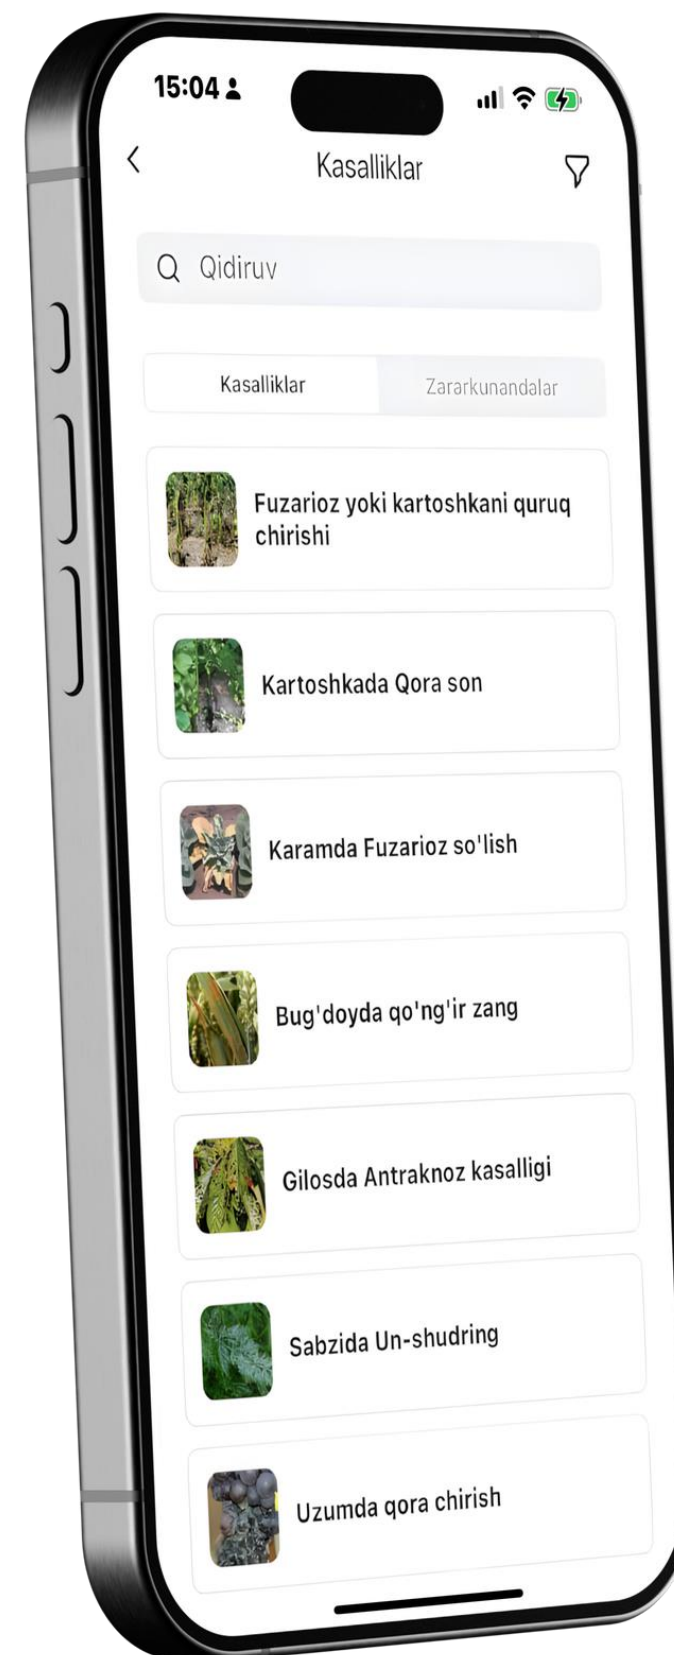 15:04
Kasalliklar
Qidiruv
Kasalliklar
Zararkunandalar
Fuzarioz yoki kartoshkani quruq
chirishi
Kartoshkada Qora son
Karamda Fuzarioz so'lish
Bug'doyda qo'ng'ir zang
Gilosda Antraknoz kasalligi
Sabzida Un-shudring
Uzumda qora chirish